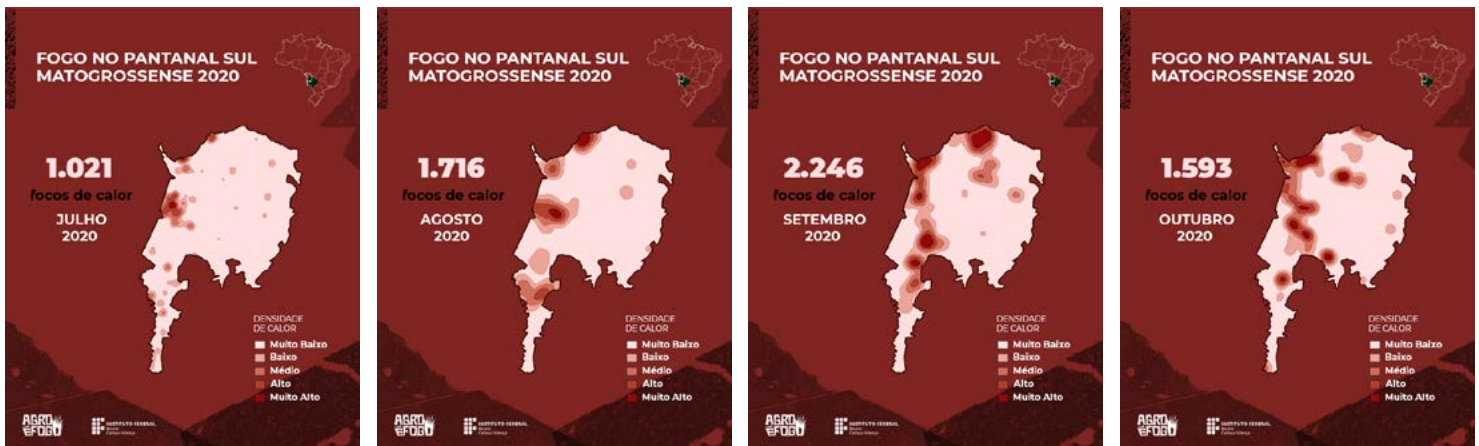 FOGO NO PANTANAL SUL
MATOGROSSENSE 2020
1.021
focos de calor
JULHO
2020
DENSIDADE
DE CALOR
Muito Baixo
Baixo
Médio
Alto
Muito Alto
AGRO
É FOGO
INSTITUTO FEDERAL
FOGO NO PANTANAL SUL
MATOGROSSENSE 2020
1.716
focos de calor
AGOSTO
2020
DENSIDADE
DE CALOR
Muito Baixo
Baixo
Médio
Alto
Muito Alto
AGRO
É FOGO
INSTITUTO FEDERAL
FOGO NO PANTANAL SUL
MATOGROSSENSE 2020
2.246
focos de calor
SETEMBRO
2020
DENSIDADE
DE CALOR
Muito Baixo
Baixo
Médio
Alto
Muito Alto
AGRO
É FOGO
INSTITUTO FEDERAL
FOGO NO PANTANAL SUL
MATOGROSSENSE 2020
1.593
focos de calor
OUTUBRO
2020
DENSIDADE
DE CALOR
Muito Baixo
Baixo
Médio
Alto
Muito Alto
AGRO
É FOGO
INSTITUTO FEDERAL